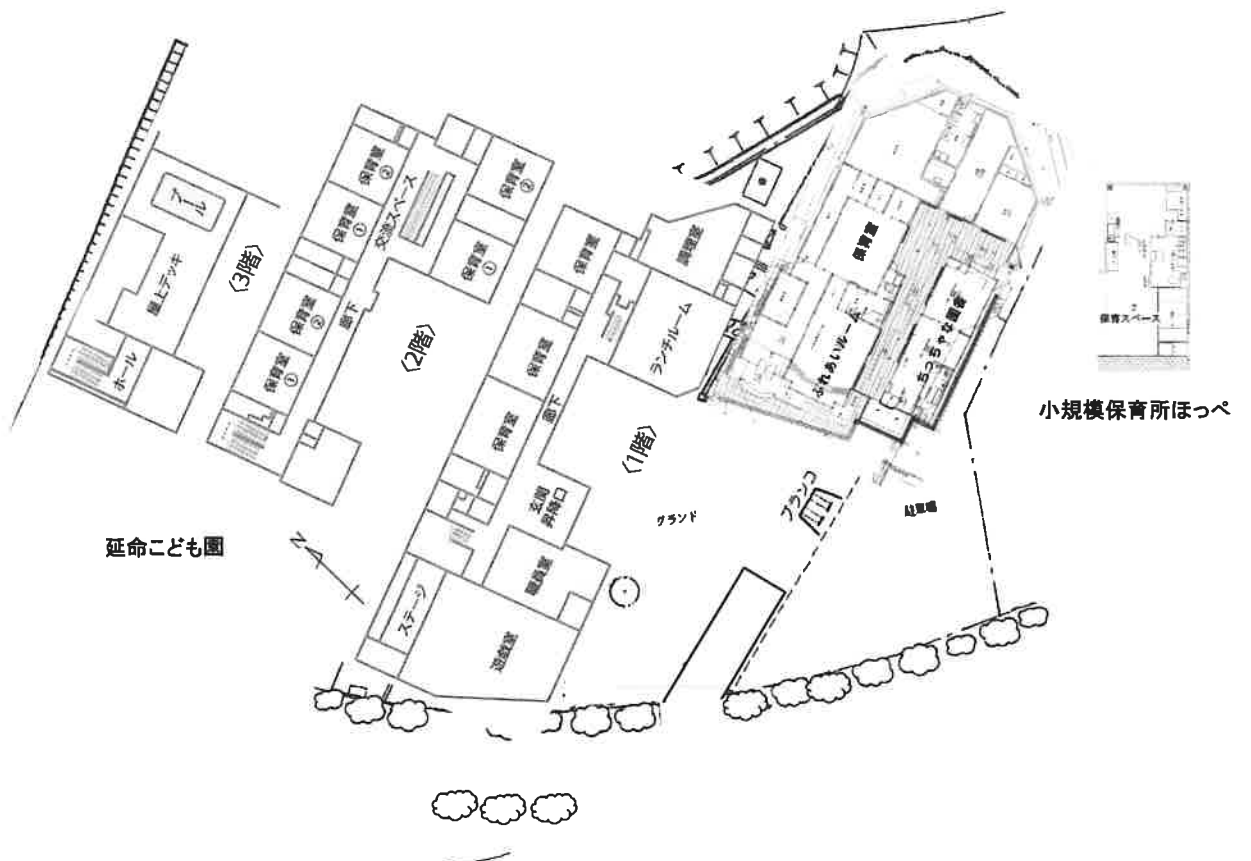 プール
屋上デッキ
ホール
〈3階〉
保育室②
保育室①
保育室②
保育室①
交流スペース
廊下
保育室②
保育室①
〈2階〉
保育室
保育室
保育室
廊下
調理室
ランチルーム
玄関
昇降口
職員室
ステージ
遊戯室
〈1階〉
グランド
ブランコ
駐車場
保育室
ふれあいルーム
ちっちゃな園舎
保育スペース
小規模保育所ほっぺ
延命こども園
N